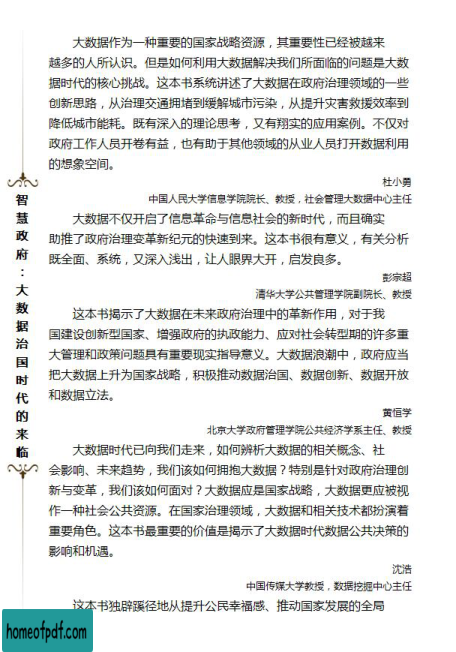 大数据作为一种重要的国家战略资源，其重要性已经被越来
越多的人所认识。但是如何利用大数据解决我们所面临的问题是大数
据时代的核心挑战。这本书系统讲述了大数据在政府治理领域的一些
创新思路，从治理交通拥堵到缓解城市污染，从提升灾害救援效率到
降低城市能耗。既有深入的理论思考，又有翔实的应用案例。不仅对
政府工作人员开卷有益，也有助于其他领域的从业人员打开数据利用
的想象空间。
杜小勇
中国人民大学信息学院院长、教授，社会管理大数据中心主任
大数据不仅开启了信息革命与信息社会的新时代，而且确实
助推了政府治理变革新纪元的快速到来。这本书很有意义，有关分析
既全面、系统，又深入浅出，让人眼界大开，启发良多。
彭宗超
清华大学公共管理学院副院长、教授
这本书揭示了大数据在未来政府治理中的革新作用，对于我
国建设创新型国家、增强政府的执政能力、应对社会转型期的许多重
大管理和政策问题具有重要现实指导意义。大数据浪潮中，政府应当
把大数据上升为国家战略，积极推动数据治国、数据创新、数据开放
和数据立法。
黄恒学
北京大学政府管理学院公共经济学系主任、教授
大数据时代已向我们走来，如何辨析大数据的相关概念、社
会影响、未来趋势，我们该如何拥抱大数据？特别是针对政府治理创
新与变革，我们该如何面对？大数据应是国家战略，大数据更应被视
作一种社会公共资源。在国家治理领域，大数据和相关技术都扮演着
重要角色。这本书最重要的价值是揭示了大数据时代数据公共决策的
影响和机遇。
沈浩
中国传媒大学教授，数据挖掘中心主任
这本书独辟蹊径地从提升公民幸福感、推动国家发展的全局
智慧政府：大数据治国时代的来临
homeofpdf.com